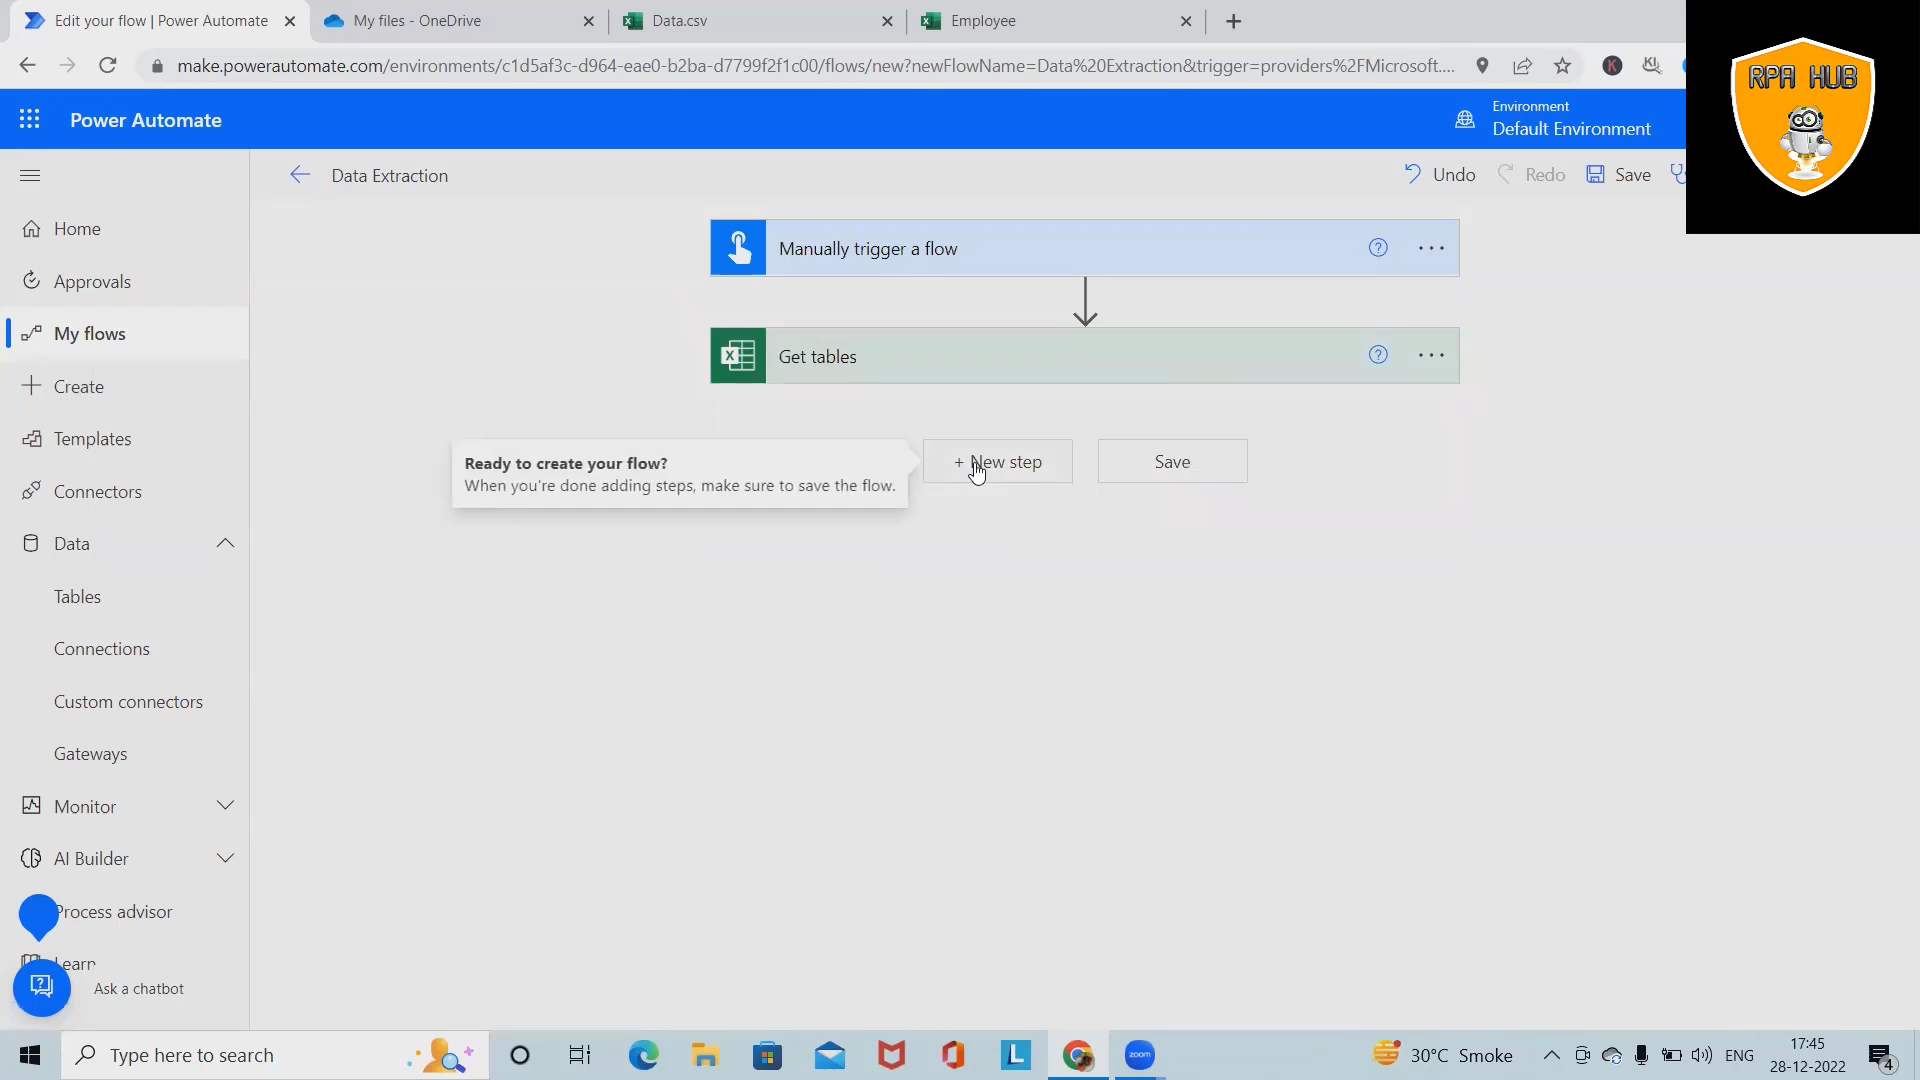 Edit your flow | Power Automate
My files - OneDrive
Data.csv
Employee
make.powerautomate.com/environments/c1d5af3c-d964-eae0-b2ba-d7799f2f1c00/flows/new?newFlowName=Data%20Extraction&trigger=providers%2FMicrosoft....
RPA HUB
Power Automate
Environment
Default Environment
Data Extraction
Undo
Redo
Save
Home
Approvals
My flows
Create
Templates
Connectors
Data
Tables
Connections
Custom connectors
Gateways
Monitor
AI Builder
Process advisor
Learn
Ask a chatbot
Manually trigger a flow
Get tables
Ready to create your flow?
When you're done adding steps, make sure to save the flow.
+ New step
Save
Type here to search
zoom
30°C Smoke
ENG
17:45
28-12-2022
4